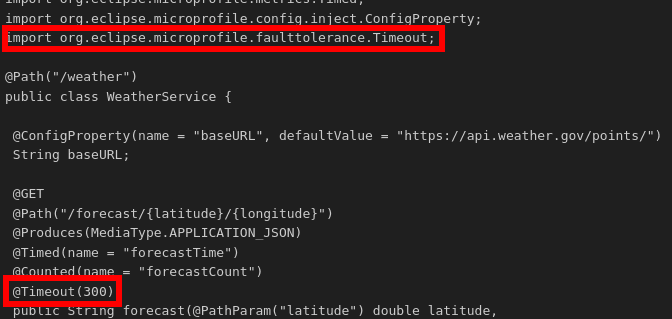 import org.eclipse.microprofile.metrics.Timed;
import org.eclipse.microprofile.config.inject.ConfigProperty;
import org.eclipse.microprofile.faulttolerance.Timeout;
@Path("/weather")
public class WeatherService {
@ConfigProperty(name = "baseURL", defaultValue = "https://api.weather.gov/points/")
String baseURL;
@GET
@Path("/forecast/{latitude}/{longitude}")
@Produces(MediaType.APPLICATION_JSON)
@Timed(name = "forecastTime")
@Counted(name = "forecastCount")
@Timeout(300)
public String forecast(@PathParam("latitude") double latitude,